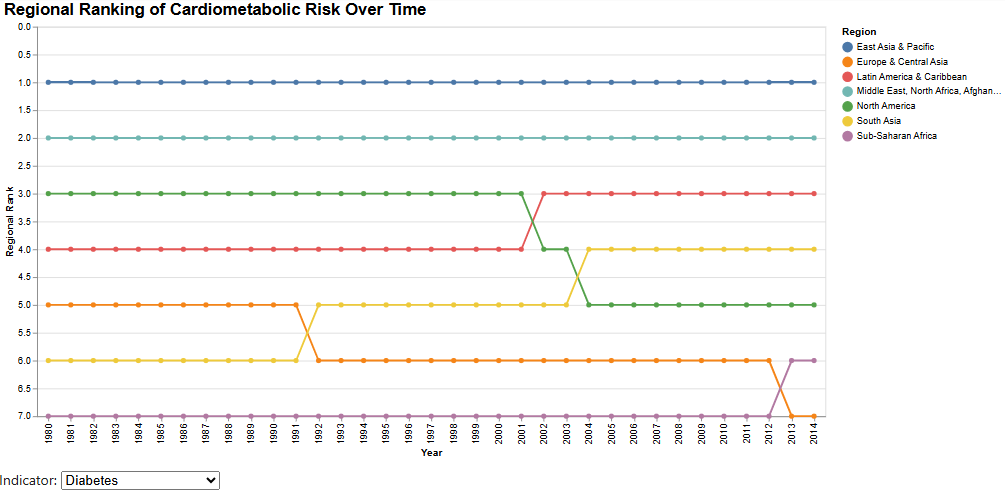 Regional Ranking of Cardiometabolic Risk Over Time
Regional Rank
0.0
0.5
1.0
1.5
2.0
2.5
3.0
3.5
4.0
4.5
5.0
5.5
6.0
6.5
7.0
1980 1981 1982 1983 1984 1985 1986 1987 1988 1989 1990 1991 1992 1993 1994 1995 1996 1997 1998 1999 2000 2001 2002 2003 2004 2005 2006 2007 2008 2009 2010 2011 2012 2013 2014
Year
Region
East Asia & Pacific
Europe & Central Asia
Latin America & Caribbean
Middle East, North Africa, Afghan…
North America
South Asia
Sub-Saharan Africa
Indicator: Diabetes